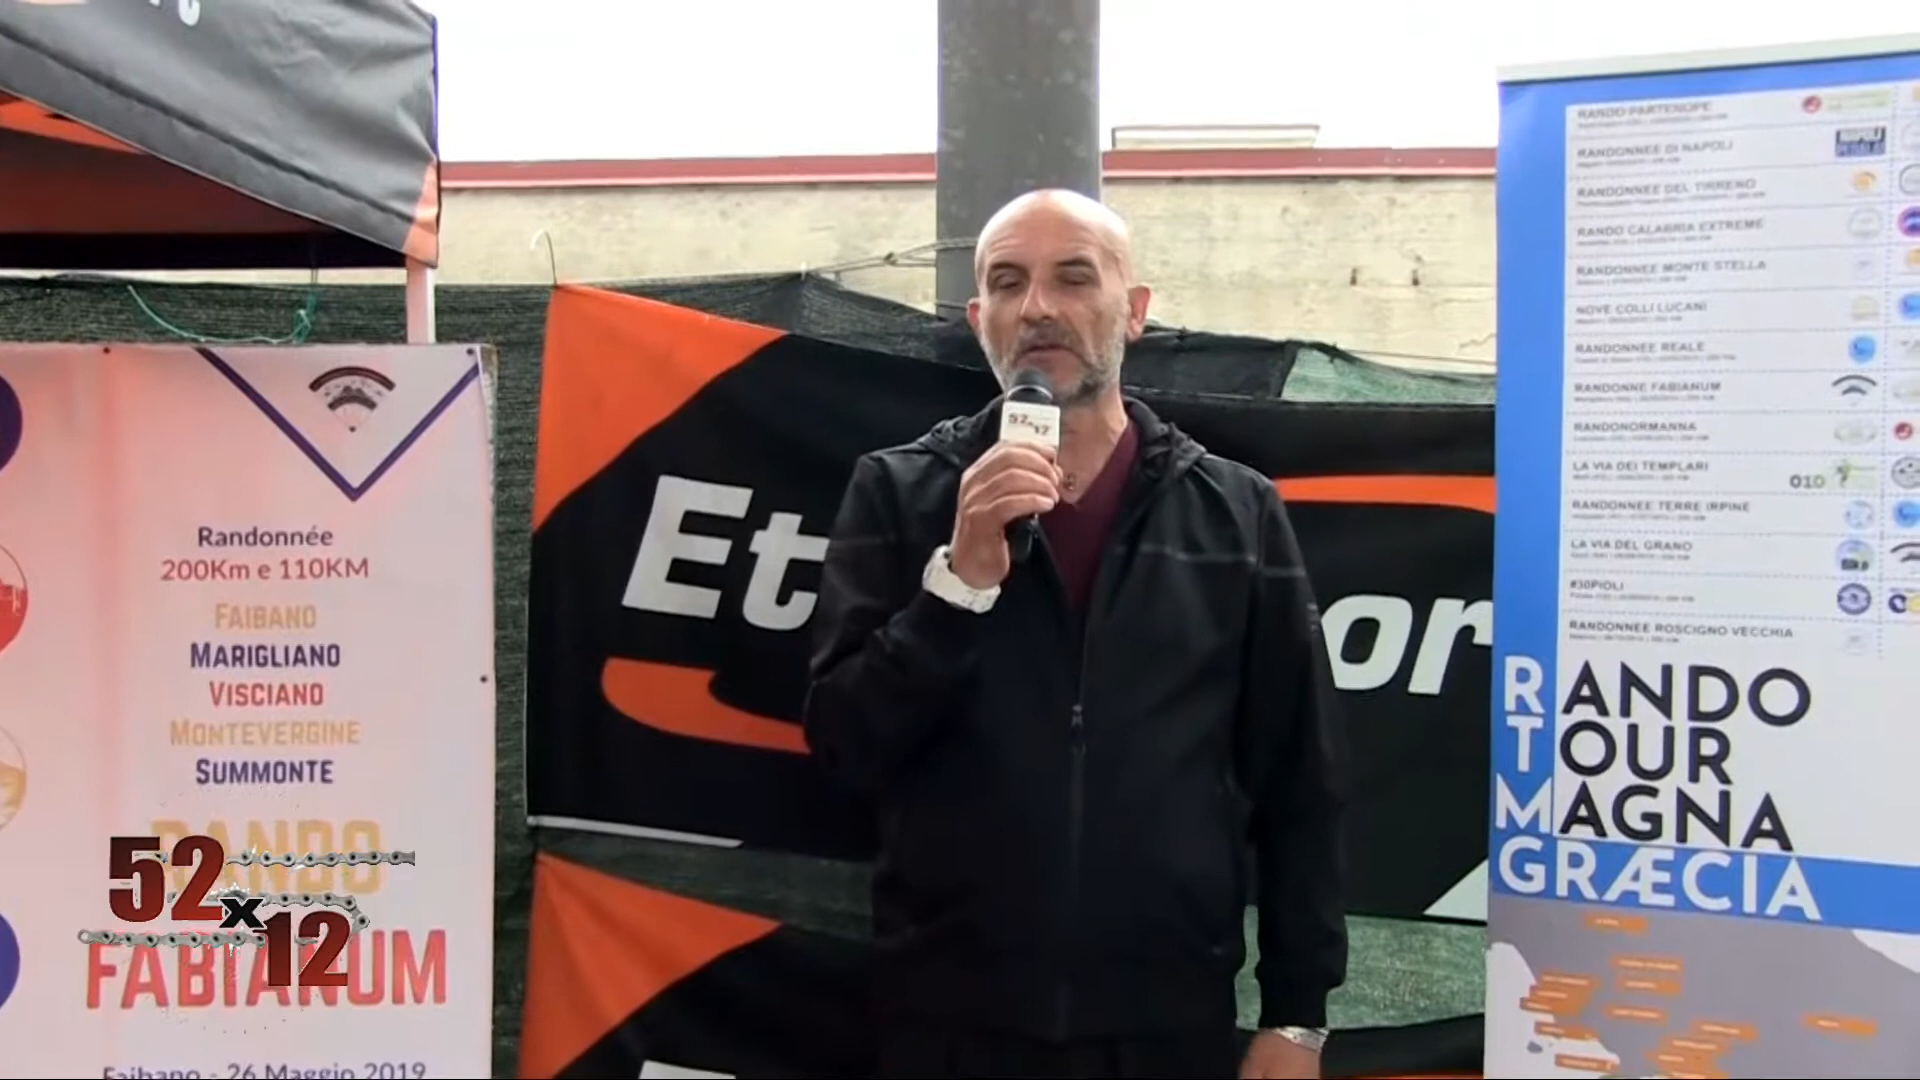 Randonnée
200Km e 110KM
FAIBANO
MARIGLIANO
VISCIANO
MONTEVERGINE
SUMMONTE
RANDO
FABIANUM
Faibano - 26 Maggio 2019
52x12
Et
or
52x12
RANDO PARTENOPE
RANDONNEE DI NAPOLI
RANDONNEE DEL TIRRENO
RANDO CALABRIA EXTREME
RANDONNEE MONTE STELLA
NOVE COLLI LUCANI
RANDONNEE REALE
RANDONNE FABIANUM
RANDONORMANNA
LA VIA DEI TEMPLARI
010
RANDONNEE TERRE IRPINE
LA VIA DEL GRANO
#30PIOLI
RANDONNEE ROSCIGNO VECCHIA
RANDO
TOUR
MAGNA
GRÆCIA